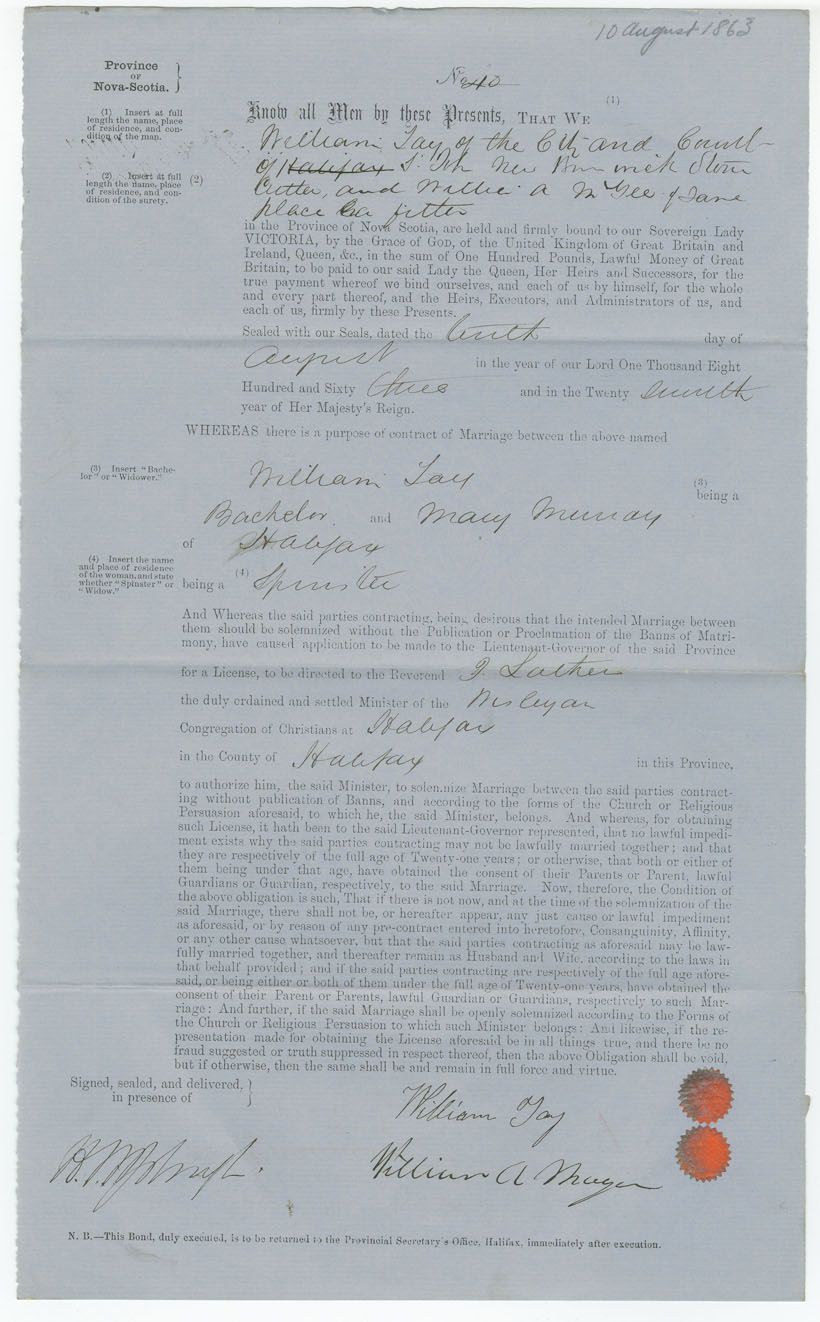 10 August 1863
Province
OF
Nova-Scotia.
No 40
(1) Insert at full
length the name, place
of residence, and con-
dition of the man.
(2) Insert at full
length the name, place
of residence, and con-
dition of the surety.
Know all Men by these Presents, THAT WE (1)
William Tay of the City and County
of Halifax St John New Brunswick Stone
(2) Cutter, and William A McGee of same
place Gas fitter
in the Province of Nova Scotia, are held and firmly bound to our Sovereign Lady
VICTORIA, by the Grace of God, of the United Kingdom of Great Britain and
Ireland, Queen, &c., in the sum of One Hundred Pounds, Lawful Money of Great
Britain, to be paid to our said Lady the Queen, Her Heirs and Successors, for the
true payment whereof we bind ourselves, and each of us by himself, for the whole
and every part thereof, and the Heirs, Executors, and Administrators of us, and
each of us, firmly by these Presents.
Sealed with our Seals, dated the tenth day of
August in the year of our Lord One Thousand Eight
Hundred and Sixty three and in the Twenty seventh
year of Her Majesty's Reign.
WHEREAS there is a purpose of contract of Marriage between the above named
(3) Insert "Bache-
lor" or "Widower."
William Tay (3)
being a
Bachelor and Mary Murray
of Halifax
(4) Insert the name
and place of residence
of the woman, and state
whether "Spinster" or
"Widow."
being a (4) Spinster
And Whereas the said parties contracting, being desirous that the intended Marriage between
them should be solemnized without the Publication or Proclamation of the Banns of Matri-
mony, have caused application to be made to the Lieutenant-Governor of the said Province
for a License, to be directed to the Reverend J. Lathern
the duly ordained and settled Minister of the Wesleyan
Congregation of Christians at Halifax
in the County of Halifax in this Province,
to authorize him, the said Minister, to solemnize Marriage between the said parties contract-
ing without publication of Banns, and according to the forms of the Church or Religious
Persuasion aforesaid, to which he, the said Minister, belongs. And whereas, for obtaining
such License, it hath been to the said Lieutenant-Governor represented, that no lawful impedi-
ment exists why the said parties contracting may not be lawfully married together; and that
they are respectively of the full age of Twenty-one years; or otherwise, that both or either of
them being under that age, have obtained the consent of their Parents or Parent, lawful
Guardians or Guardian, respectively, to the said Marriage. Now, therefore, the Condition of
the above obligation is such, That if there is not now, and at the time of the solemnization of the
said Marriage, there shall not be, or hereafter appear, any just cause or lawful impediment
as aforesaid, or by reason of any pre-contract entered into heretofore, Consanguinity, Affinity,
or any other cause whatsoever, but that the said parties contracting as aforesaid may be law-
fully married together, and thereafter remain as Husband and Wife, according to the laws in
that behalf provided; and if the said parties contracting are respectively of the full age afore-
said, or being either or both of them under the full age of Twenty-one years, have obtained the
consent of their Parent or Parents, lawful Guardian or Guardians, respectively to such Mar-
riage: And further, if the said Marriage shall be openly solemnized according to the Forms of
the Church or Religious Persuasion to which such Minister belongs: And likewise, if the re-
presentation made for obtaining the License aforesaid be in all things true, and there be no
fraud suggested or truth suppressed in respect thereof, then the above Obligation shall be void,
but if otherwise, then the same shall be and remain in full force and virtue.
Signed, sealed, and delivered,
in presence of
William Tay
William A
N. B.—This Bond, duly executed, is to be returned to the Provincial Secretary's Office, Halifax, immediately after execution.